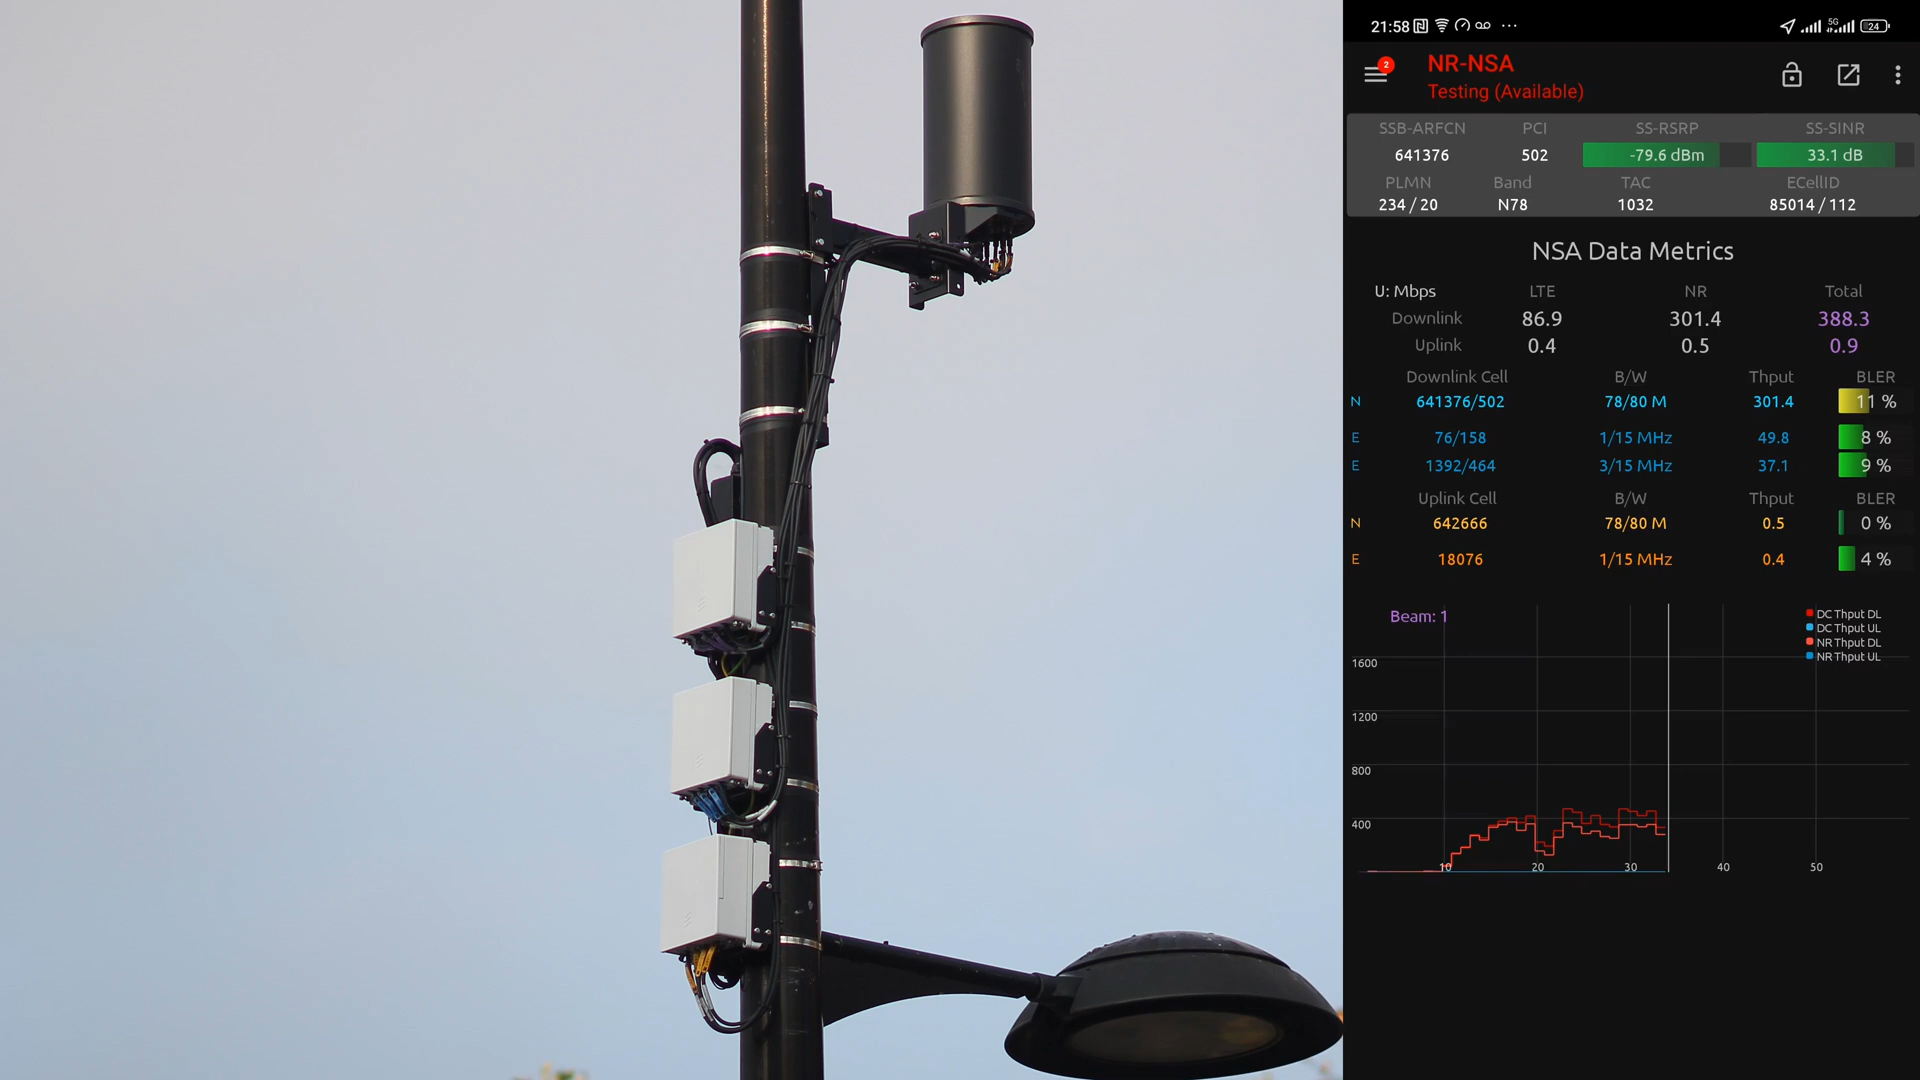 21:58 ··· 5G 24
2 NR-NSA
Testing (Available)
SSB-ARFCN PCI SS-RSRP SS-SINR
641376 502 -79.6 dBm 33.1 dB
PLMN Band TAC ECellID
234 / 20 N78 1032 85014 / 112
NSA Data Metrics
U: Mbps LTE NR Total
Downlink 86.9 301.4 388.3
Uplink 0.4 0.5 0.9
Downlink Cell B/W Thput BLER
N 641376/502 78/80 M 301.4 11 %
E 76/158 1/15 MHz 49.8 8 %
E 1392/464 3/15 MHz 37.1 9 %
Uplink Cell B/W Thput BLER
N 642666 78/80 M 0.5 0 %
E 18076 1/15 MHz 0.4 4 %
Beam: 1
DC Thput DL
DC Thput UL
NR Thput DL
NR Thput UL
1600
1200
800
400
10 20 30 40 50